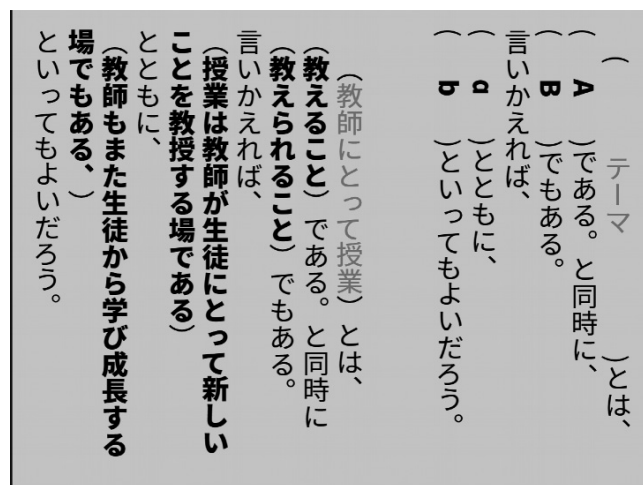 （　テーマ　）とは、
（　A　）である。と同時に、
（　B　）でもある。
言いかえれば、
（　a　）とともに、
（　b　）といってもよいだろう。
（教師にとって授業）とは、
（教えること）である。と同時に
（教えられること）でもある。
言いかえれば、
（授業は教師が生徒にとって新しい
ことを教授する場である）
とともに、
（教師もまた生徒から学び成長する
場でもある、）
といってもよいだろう。